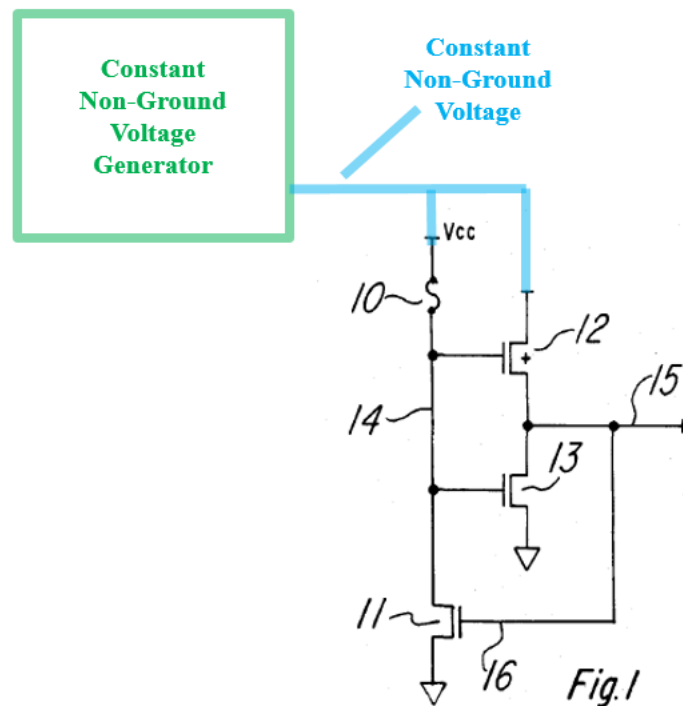 Constant
Non-Ground
Voltage
Generator
Constant
Non-Ground
Voltage
Vcc
10
12
15
14
13
11
16
Fig.1